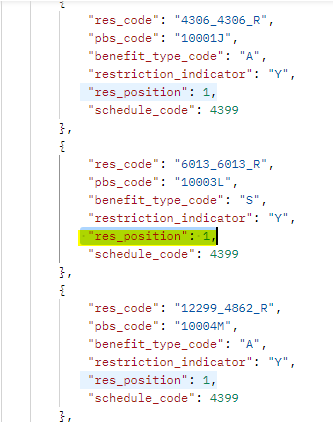 {
"res_code": "4306_4306_R",
"pbs_code": "10001J",
"benefit_type_code": "A",
"restriction_indicator": "Y",
"res_position": 1,
"schedule_code": 4399
},
{
"res_code": "6013_6013_R",
"pbs_code": "10003L",
"benefit_type_code": "S",
"restriction_indicator": "Y",
"res_position": 1,
"schedule_code": 4399
},
{
"res_code": "12299_4862_R",
"pbs_code": "10004M",
"benefit_type_code": "A",
"restriction_indicator": "Y",
"res_position": 1,
"schedule_code": 4399
},